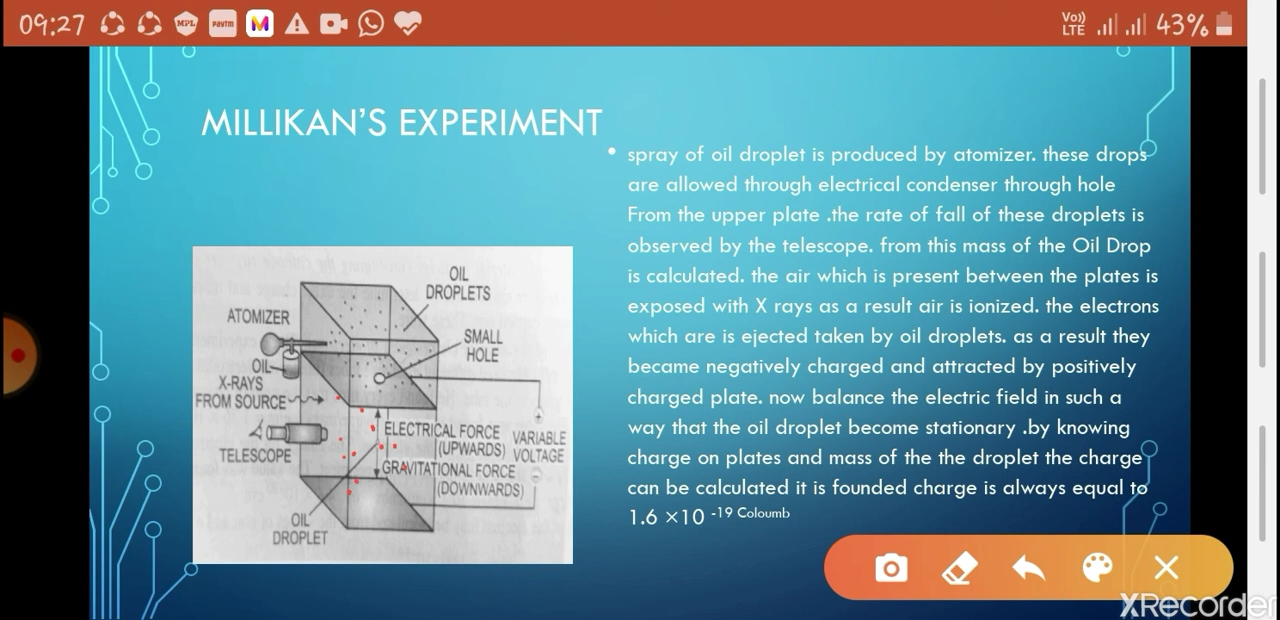 09:27
MPL
Paytm
M
Vo))
LTE
43%
MILLIKAN'S EXPERIMENT
• spray of oil droplet is produced by atomizer. these drops
are allowed through electrical condenser through hole
From the upper plate .the rate of fall of these droplets is
observed by the telescope. from this mass of the Oil Drop
is calculated. the air which is present between the plates is
exposed with X rays as a result air is ionized. the electrons
which are is ejected taken by oil droplets. as a result they
became negatively charged and attracted by positively
charged plate. now balance the electric field in such a
way that the oil droplet become stationary .by knowing
charge on plates and mass of the the droplet the charge
can be calculated it is founded charge is always equal to
1.6 ×10 -19 Coloumb
OIL
DROPLETS
ATOMIZER
SMALL
HOLE
OIL
X-RAYS
FROM SOURCE
ELECTRICAL FORCE
(UPWARDS)
VARIABLE
VOLTAGE
TELESCOPE
GRAVITATIONAL FORCE
(DOWNWARDS)
OIL
DROPLET
XRecorder